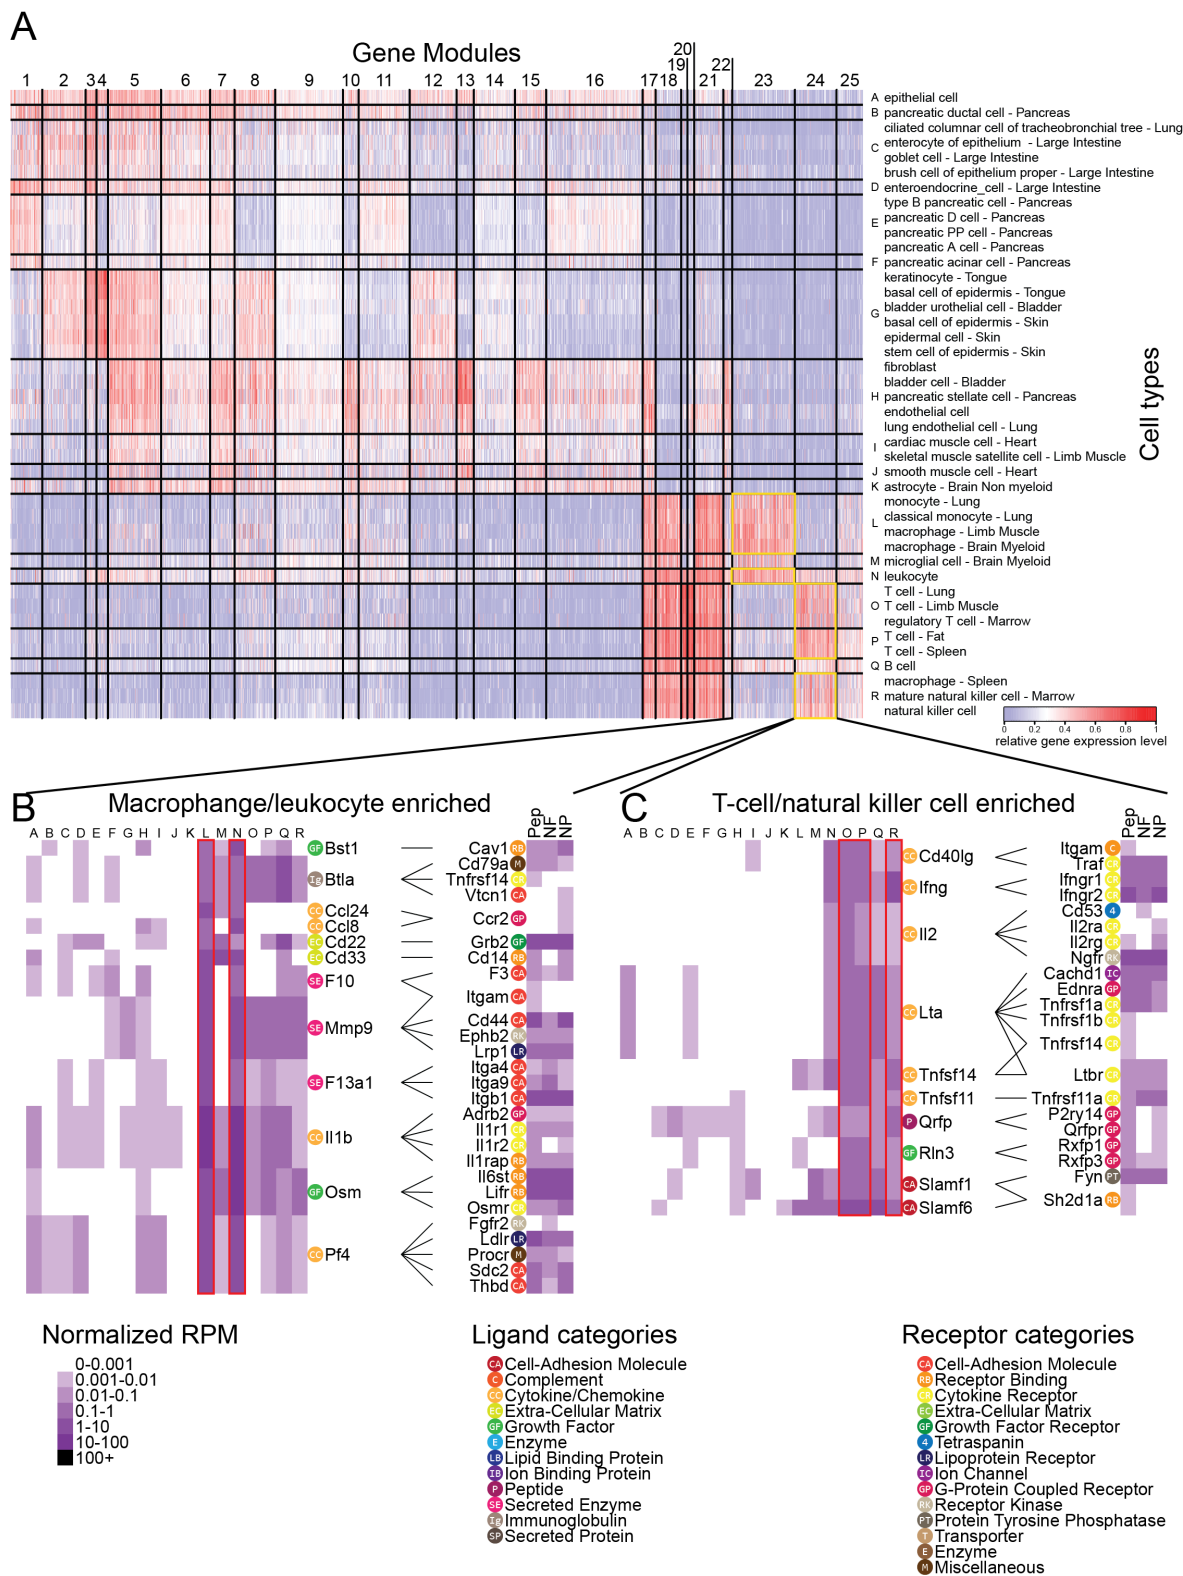 A
Gene Modules
20
19
22
1 2 3 4 5 6 7 8 9 10 11 12 13 14 15 16 17 18 21 23 24 25
A epithelial cell
B pancreatic ductal cell - Pancreas
ciliated columnar cell of tracheobronchial tree - Lung
C enterocyte of epithelium - Large Intestine
goblet cell - Large Intestine
brush cell of epithelium proper - Large Intestine
D enteroendocrine_cell - Large Intestine
type B pancreatic cell - Pancreas
E pancreatic D cell - Pancreas
pancreatic PP cell - Pancreas
pancreatic A cell - Pancreas
F pancreatic acinar cell - Pancreas
keratinocyte - Tongue
basal cell of epidermis - Tongue
G bladder urothelial cell - Bladder
basal cell of epidermis - Skin
epidermal cell - Skin
stem cell of epidermis - Skin
fibroblast
bladder cell - Bladder
H pancreatic stellate cell - Pancreas
endothelial cell
lung endothelial cell - Lung
I cardiac muscle cell - Heart
skeletal muscle satellite cell - Limb Muscle
J smooth muscle cell - Heart
K astrocyte - Brain Non myeloid
monocyte - Lung
L classical monocyte - Lung
macrophage - Limb Muscle
macrophage - Brain Myeloid
M microglial cell - Brain Myeloid
N leukocyte
T cell - Lung
O T cell - Limb Muscle
regulatory T cell - Marrow
P T cell - Fat
T cell - Spleen
Q B cell
macrophage - Spleen
R mature natural killer cell - Marrow
natural killer cell
Cell types
0 0.2 0.4 0.6 0.8 1
relative gene expression level
B
Macrophange/leukocyte enriched
A B C D E F G H I J K L M N O P Q R
Pep NF NP
GF Bst1
Ig Btla
CC Ccl24
CC Ccl8
EC Cd22
EC Cd33
SE F10
SE Mmp9
SE F13a1
CC Il1b
GF Osm
CC Pf4
Cav1 RB
Cd79a M
Tnfrsf14 CR
Vtcn1 CA
Ccr2 GP
Grb2 GF
Cd14 RB
F3 CA
Itgam CA
Cd44 CA
Ephb2 RK
Lrp1 LR
Itga4 CA
Itga9 CA
Itgb1 CA
Adrb2 GP
Il1r1 CR
Il1r2 CR
Il1rap RB
Il6st RB
Lifr RB
Osmr CR
Fgfr2 RK
Ldlr LR
Procr M
Sdc2 CA
Thbd CA
C
T-cell/natural killer cell enriched
A B C D E F G H I J K L M N O P Q R
Pep NF NP
CC Cd40lg
CC Ifng
CC Il2
CC Lta
CC Tnfsf14
CC Tnfsf11
P Qrfp
GF Rln3
CA Slamf1
CA Slamf6
Itgam C
Traf CR
Ifngr1 CR
Ifngr2 CR
Cd53 4
Il2ra CR
Il2rg CR
Ngfr RK
Cachd1 IC
Ednra GP
Tnfrsf1a CR
Tnfrsf1b CR
Tnfrsf14 CR
Ltbr CR
Tnfrsf11a CR
P2ry14 GP
Qrfpr GP
Rxfp1 GP
Rxfp3 GP
Fyn PT
Sh2d1a RB
Normalized RPM
0-0.001
0.001-0.01
0.01-0.1
0.1-1
1-10
10-100
100+
Ligand categories
CA Cell-Adhesion Molecule
C Complement
CC Cytokine/Chemokine
EC Extra-Cellular Matrix
GF Growth Factor
E Enzyme
LB Lipid Binding Protein
IB Ion Binding Protein
P Peptide
SE Secreted Enzyme
Ig Immunoglobulin
SP Secreted Protein
Receptor categories
CA Cell-Adhesion Molecule
RB Receptor Binding
CR Cytokine Receptor
EC Extra-Cellular Matrix
GF Growth Factor Receptor
4 Tetraspanin
LR Lipoprotein Receptor
IC Ion Channel
GP G-Protein Coupled Receptor
RK Receptor Kinase
PT Protein Tyrosine Phosphatase
T Transporter
E Enzyme
M Miscellaneous